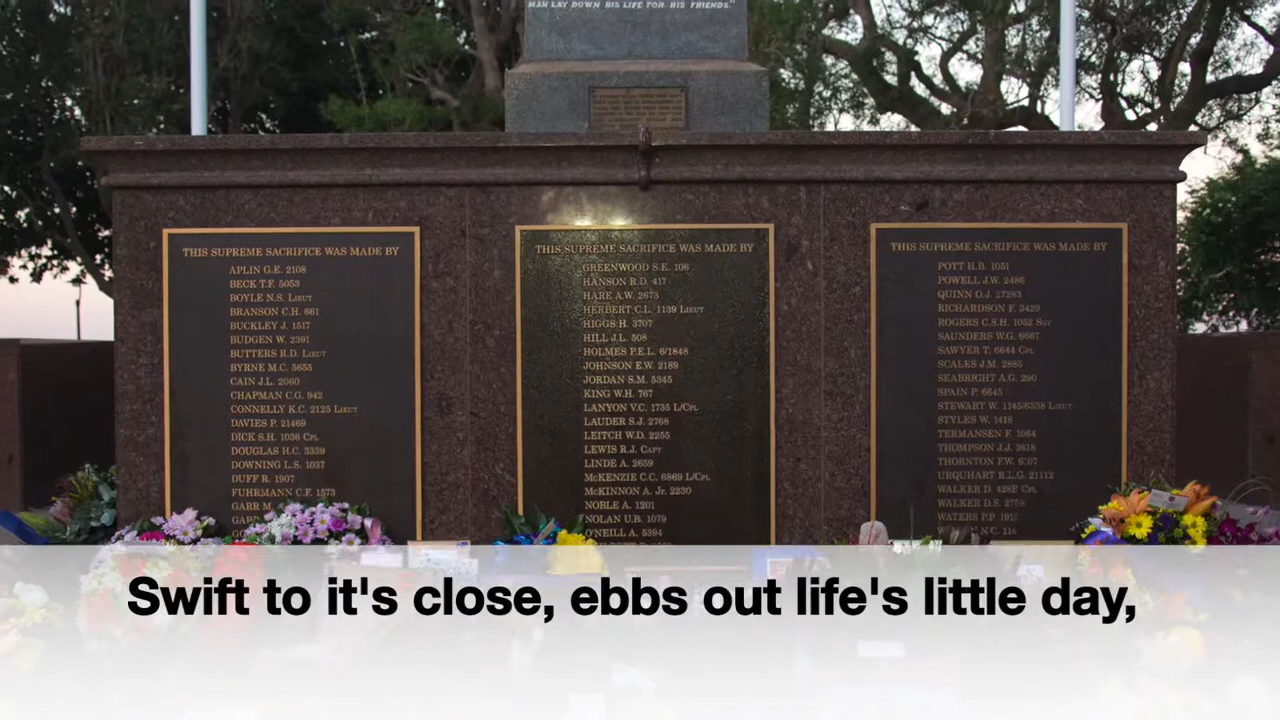 MAN LAY DOWN HIS LIFE FOR HIS FRIENDS."
THIS SUPREME SACRIFICE WAS MADE BY
APLIN G.E. 2108
BECK T.F. 5053
BOYLE N.S. LIEUT
BRANSON C.H. 661
BUCKLEY J. 1517
BUDGEN W. 2391
BUTTERS R.D. LIEUT
BYRNE M.C. 5655
CAIN J.L. 2060
CHAPMAN C.G. 942
CONNELLY K.C. 2125 LIEUT
DAVIES P. 21469
DICK S.H. 1036 CPL
DOUGLAS H.C. 3339
DOWNING L.S. 1037
DUFF R. 1907
FUHRMANN C.F. 1573
GARR M.
THIS SUPREME SACRIFICE WAS MADE BY
GREENWOOD S.E. 106
HANSON R.D. 417
HARE A.W. 2673
HERBERT C.L. 1139 LIEUT
HIGGS H. 3707
HILL J.L. 508
HOLMES P.E.L. 6/1848
JOHNSON E.W. 2189
JORDAN S.M. 5345
KING W.H. 767
LANYON V.C. 1735 L/CPL
LAUDER S.J. 2768
LEITCH W.D. 2255
LEWIS R.J. CAPT
LINDE A. 2659
McKENZIE C.C. 6869 L/CPL
McKINNON A. Jr. 2230
NOBLE A. 1201
NOLAN U.B. 1079
O'NEILL A. 5394
THIS SUPREME SACRIFICE WAS MADE BY
POTT H.B. 1051
POWELL J.W. 2486
QUINN O.J. 27283
RICHARDSON F. 3429
ROGERS C.S.H. 1052 SGT
SAUNDERS W.G. 6667
SAWYER T. 6644 CPL
SCALES J.M. 2885
SEABRIGHT A.G. 290
SPAIN P. 6645
STEWART W. 1145/6338 LIEUT
STYLES W. 1418
TERMANSEN F. 1064
THOMPSON J.J. 3618
THORNTON F.W.
URQUHART R.L.G. 21112
WALKER D. CPL
WALKER D.S.
WATERS P.P. 1917
Swift to it's close, ebbs out life's little day,